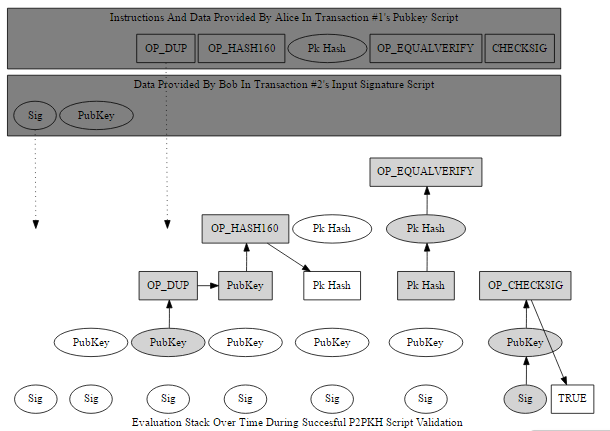 Instructions And Data Provided By Alice In Transaction #1's Pubkey Script
OP_DUP OP_HASH160 Pk Hash OP_EQUALVERIFY CHECKSIG
Data Provided By Bob In Transaction #2's Input Signature Script
Sig PubKey
OP_EQUALVERIFY
OP_HASH160 Pk Hash Pk Hash
OP_DUP PubKey Pk Hash Pk Hash OP_CHECKSIG
PubKey PubKey PubKey PubKey PubKey PubKey
Sig Sig Sig Sig Sig Sig Sig TRUE
Evaluation Stack Over Time During Succesful P2PKH Script Validation